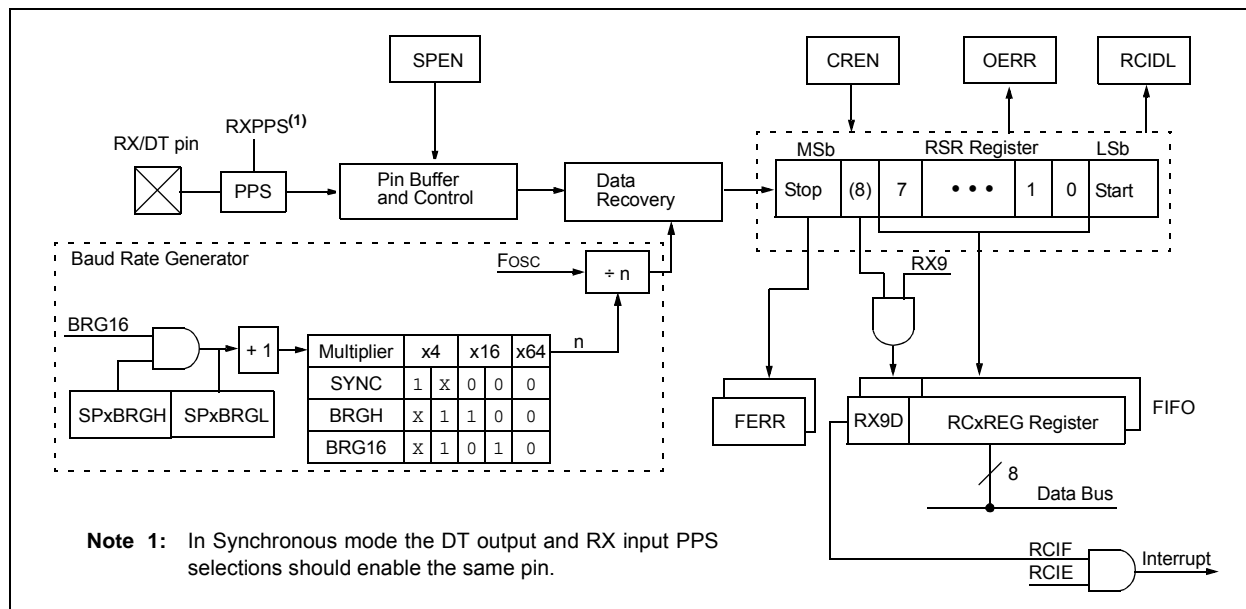 SPEN
CREN
OERR
RCIDL
RXPPS(1)
RX/DT pin
PPS
Pin Buffer
and Control
Data
Recovery
MSb
RSR Register
LSb
Stop
(8)
7
• • •
1
0
Start
Baud Rate Generator
FOSC
÷ n
RX9
BRG16
+ 1
n
SPxBRGH
SPxBRGL
Multiplier x4 x16 x64
SYNC 1 X 0 0 0
BRGH X 1 1 0 0
BRG16 X 1 0 1 0
FERR
RX9D
RCxREG Register
FIFO
8
Data Bus
RCIF
RCIE
Interrupt
Note 1: In Synchronous mode the DT output and RX input PPS
selections should enable the same pin.